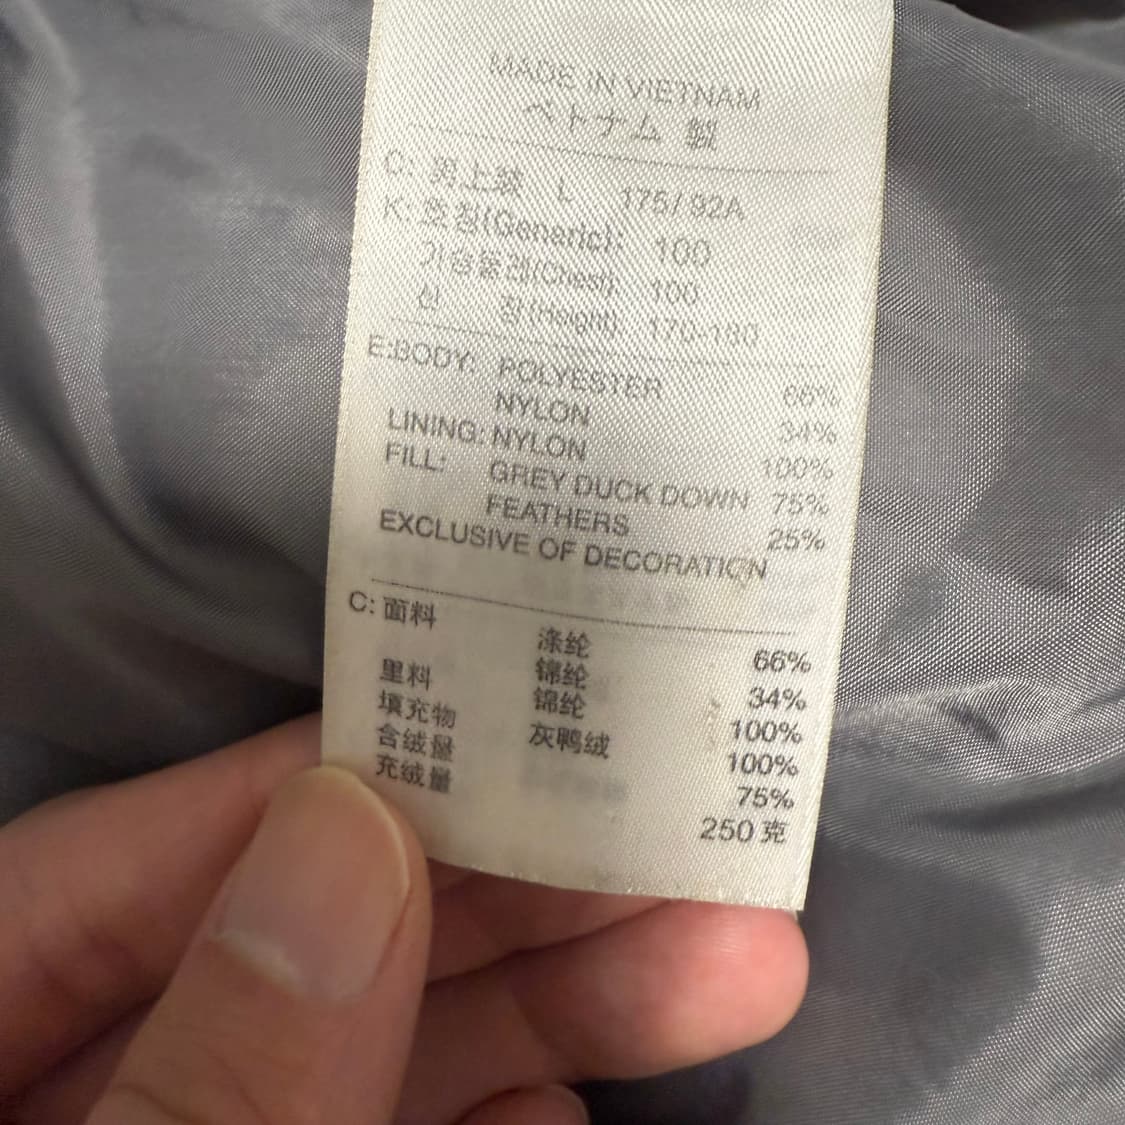 MADE IN VIETNAM
ベトナム 製
C: 男上装 L 175/92A
K: 호칭(Generic): 100
가슴둘레(Chest): 100
신 장(Height): 170-180
E:BODY: POLYESTER 66%
NYLON 34%
LINING: NYLON 100%
FILL: GREY DUCK DOWN 75%
FEATHERS 25%
EXCLUSIVE OF DECORATION
C: 面料 涤纶 66%
锦纶 34%
里料 锦纶 100%
填充物 灰鸭绒 100%
含绒量 75%
充绒量 250 克